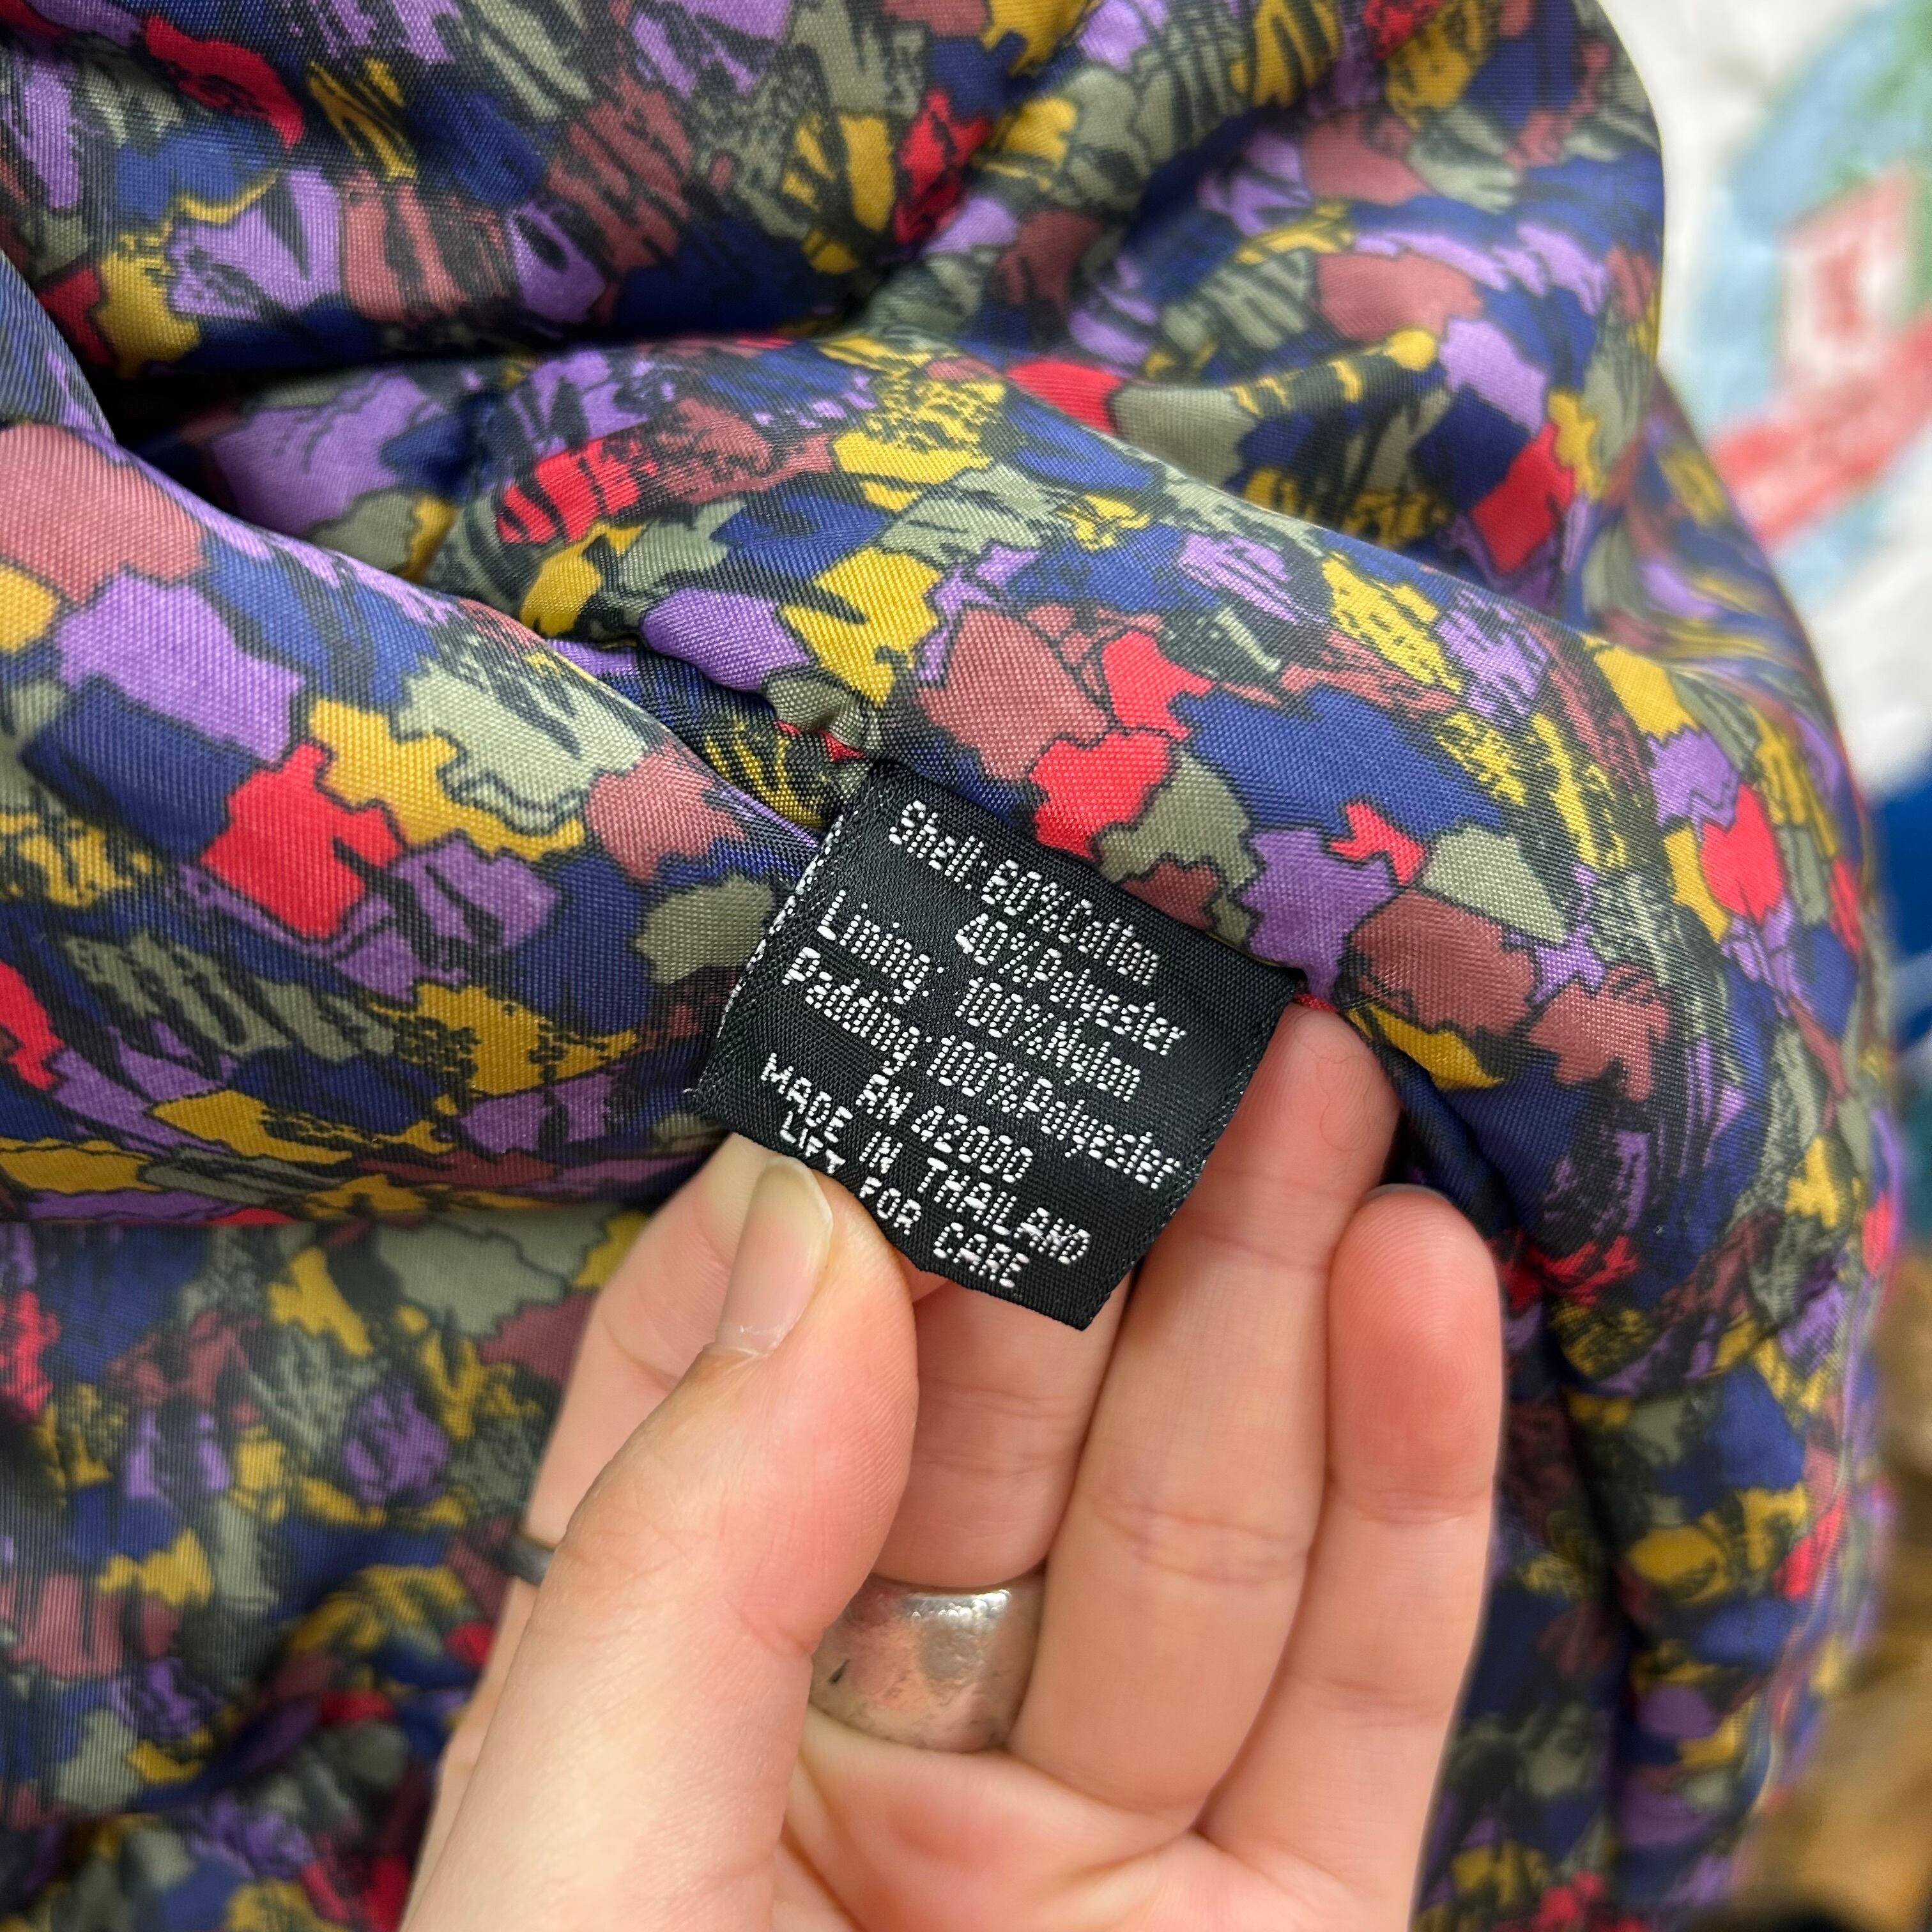 Shell: 60%Cotton
40%Polyester
Lining: 100%Nylon
Padding:100%Polyester
RN 42000
MADE IN THAILAND
LIFT FOR CARE